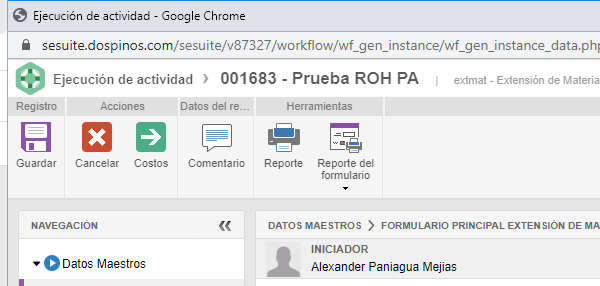 Ejecución de actividad - Google Chrome
sesuite.dospinos.com/sesuite/v87327/workflow/wf_gen_instance/wf_gen_instance_data.php
Ejecución de actividad > 001683 - Prueba ROH PA | extmat - Extensión de Materia
Registro Acciones Datos del re... Herramientas
Guardar Cancelar Costos Comentario Reporte Reporte del formulario
NAVEGACIÓN
DATOS MAESTROS > FORMULARIO PRINCIPAL EXTENSIÓN DE MA
Datos Maestros
INICIADOR
Alexander Paniagua Mejias